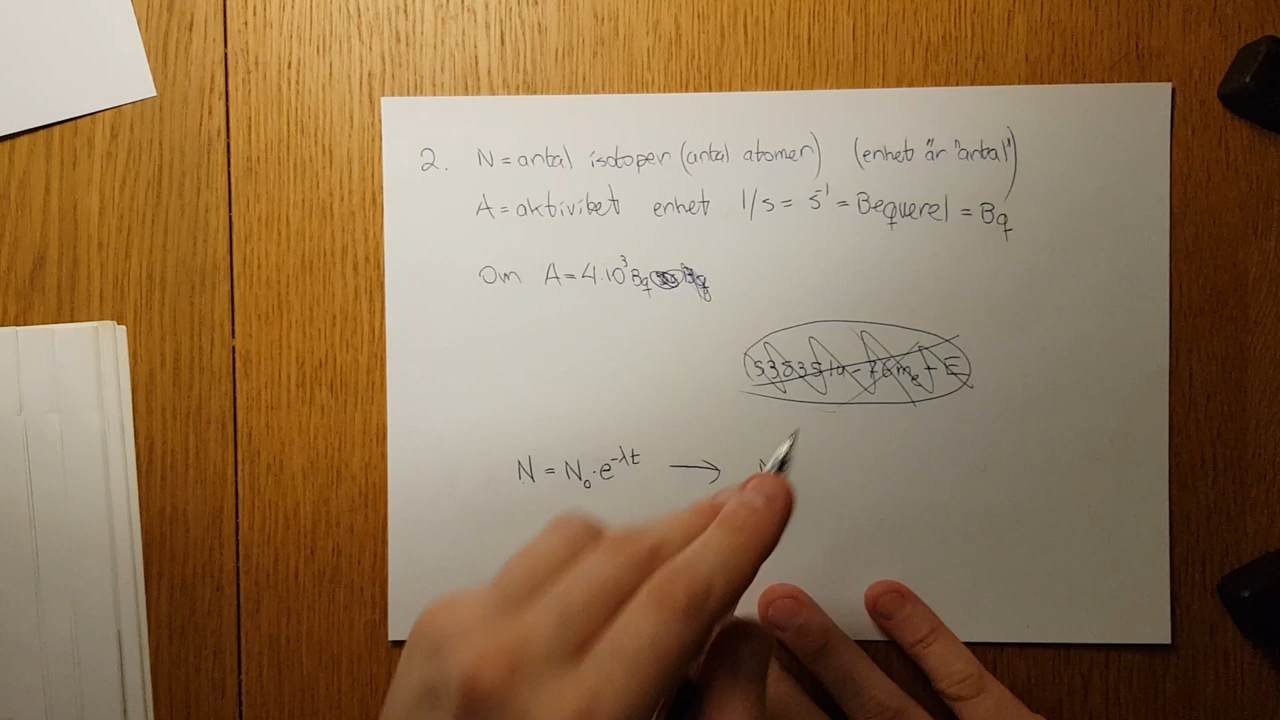 2. N = antal isotoper (antal atomer) (enhet är "antal")
A = aktivitet enhet 1/s = s⁻¹ = Bequerel = Bq
Om A = 4·10³ Bq
N = N₀·e^-λt →